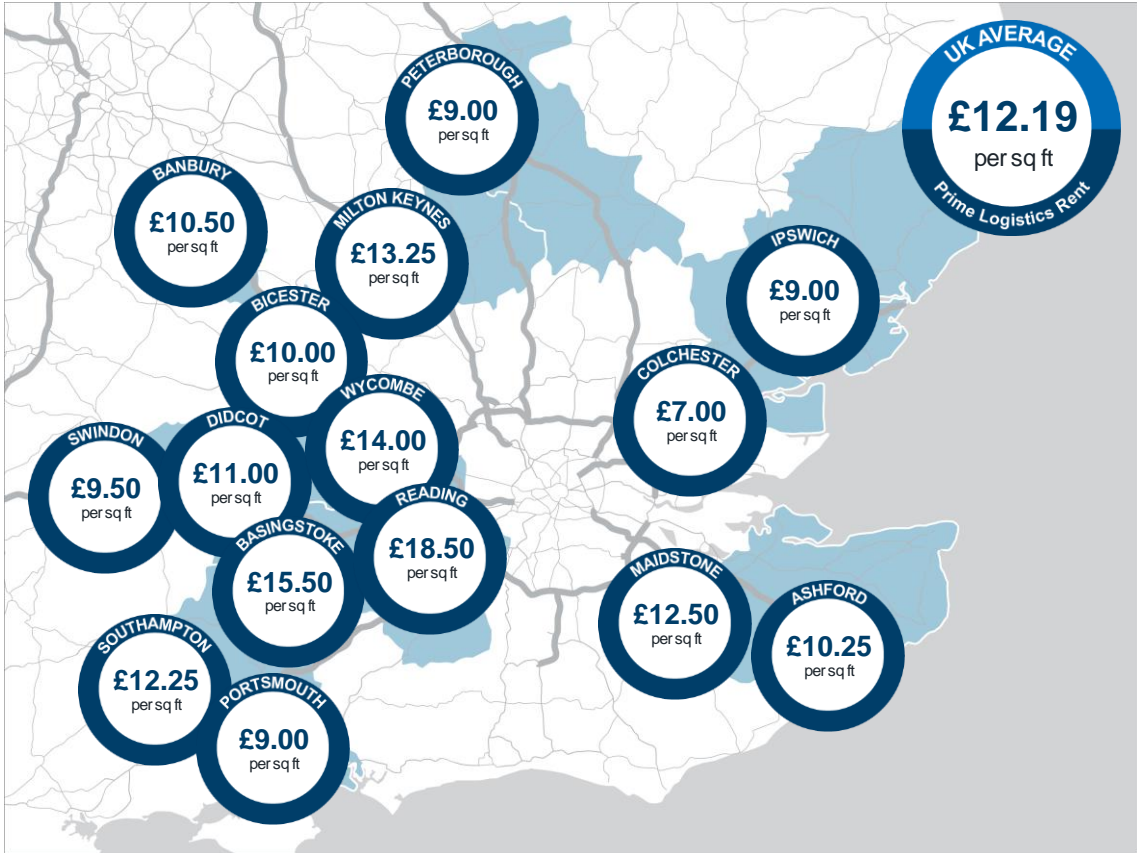 UK AVERAGE
£12.19
per sq ft
Prime Logistics Rent
PETERBOROUGH
£9.00
per sq ft
BANBURY
£10.50
per sq ft
MILTON KEYNES
£13.25
per sq ft
IPSWICH
£9.00
per sq ft
BICESTER
£10.00
per sq ft
COLCHESTER
£7.00
per sq ft
WYCOMBE
£14.00
per sq ft
DIDCOT
£11.00
per sq ft
SWINDON
£9.50
per sq ft
READING
£18.50
per sq ft
BASINGSTOKE
£15.50
per sq ft
MAIDSTONE
£12.50
per sq ft
ASHFORD
£10.25
per sq ft
SOUTHAMPTON
£12.25
per sq ft
PORTSMOUTH
£9.00
per sq ft